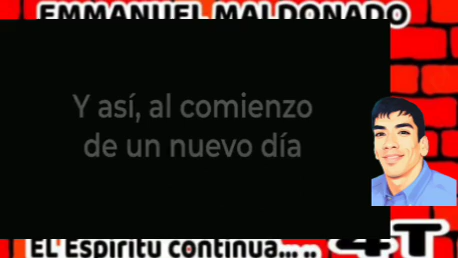 EMMANUEL MALDONADO
Y así, al comienzo
de un nuevo día
EL Espíritu continua... ..
4T